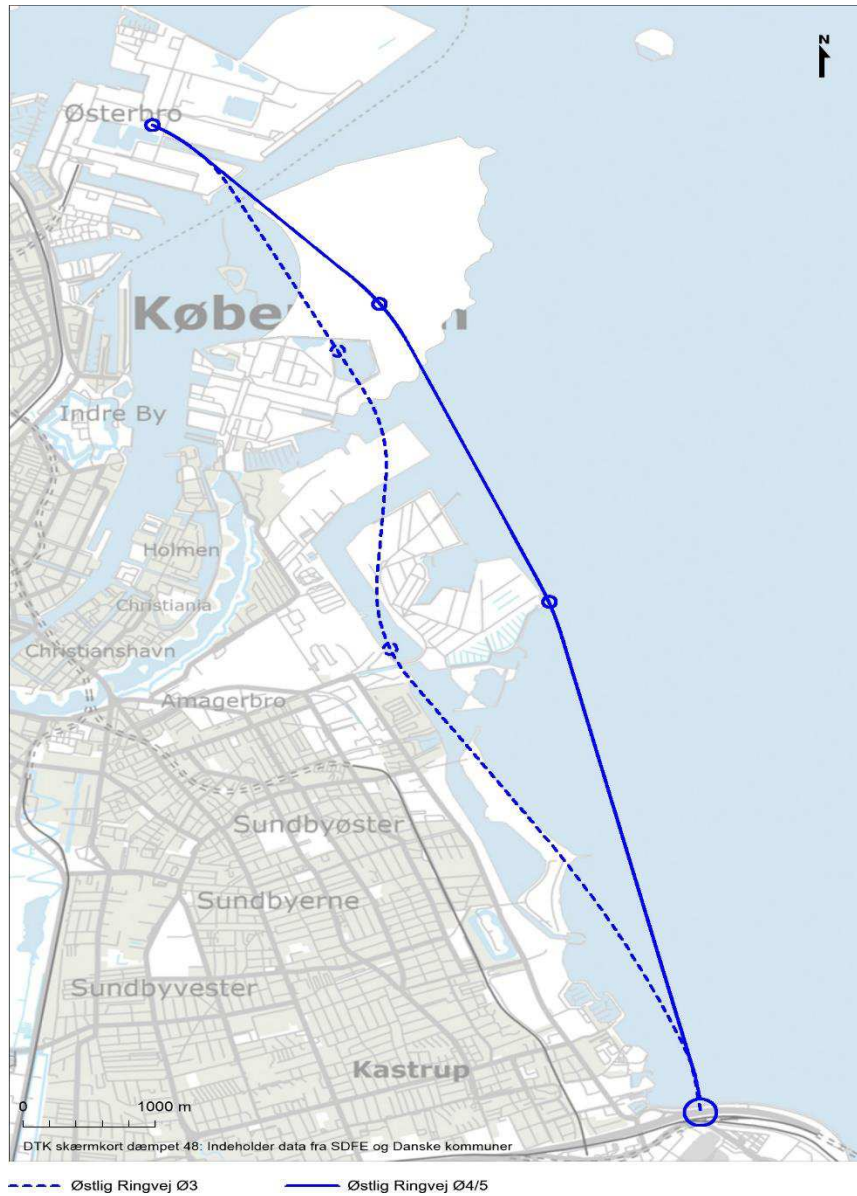 N
Østerbro
København
Indre By
Holmen
Christiania
Christianshavn
Amagerbro
Sundbyøster
Sundbyerne
Sundbyvester
Kastrup
0 1000 m
DTK skærmkort dæmpet 48: Indeholder data fra SDFE og Danske kommuner
Østlig Ringvej Ø3 Østlig Ringvej Ø4/5